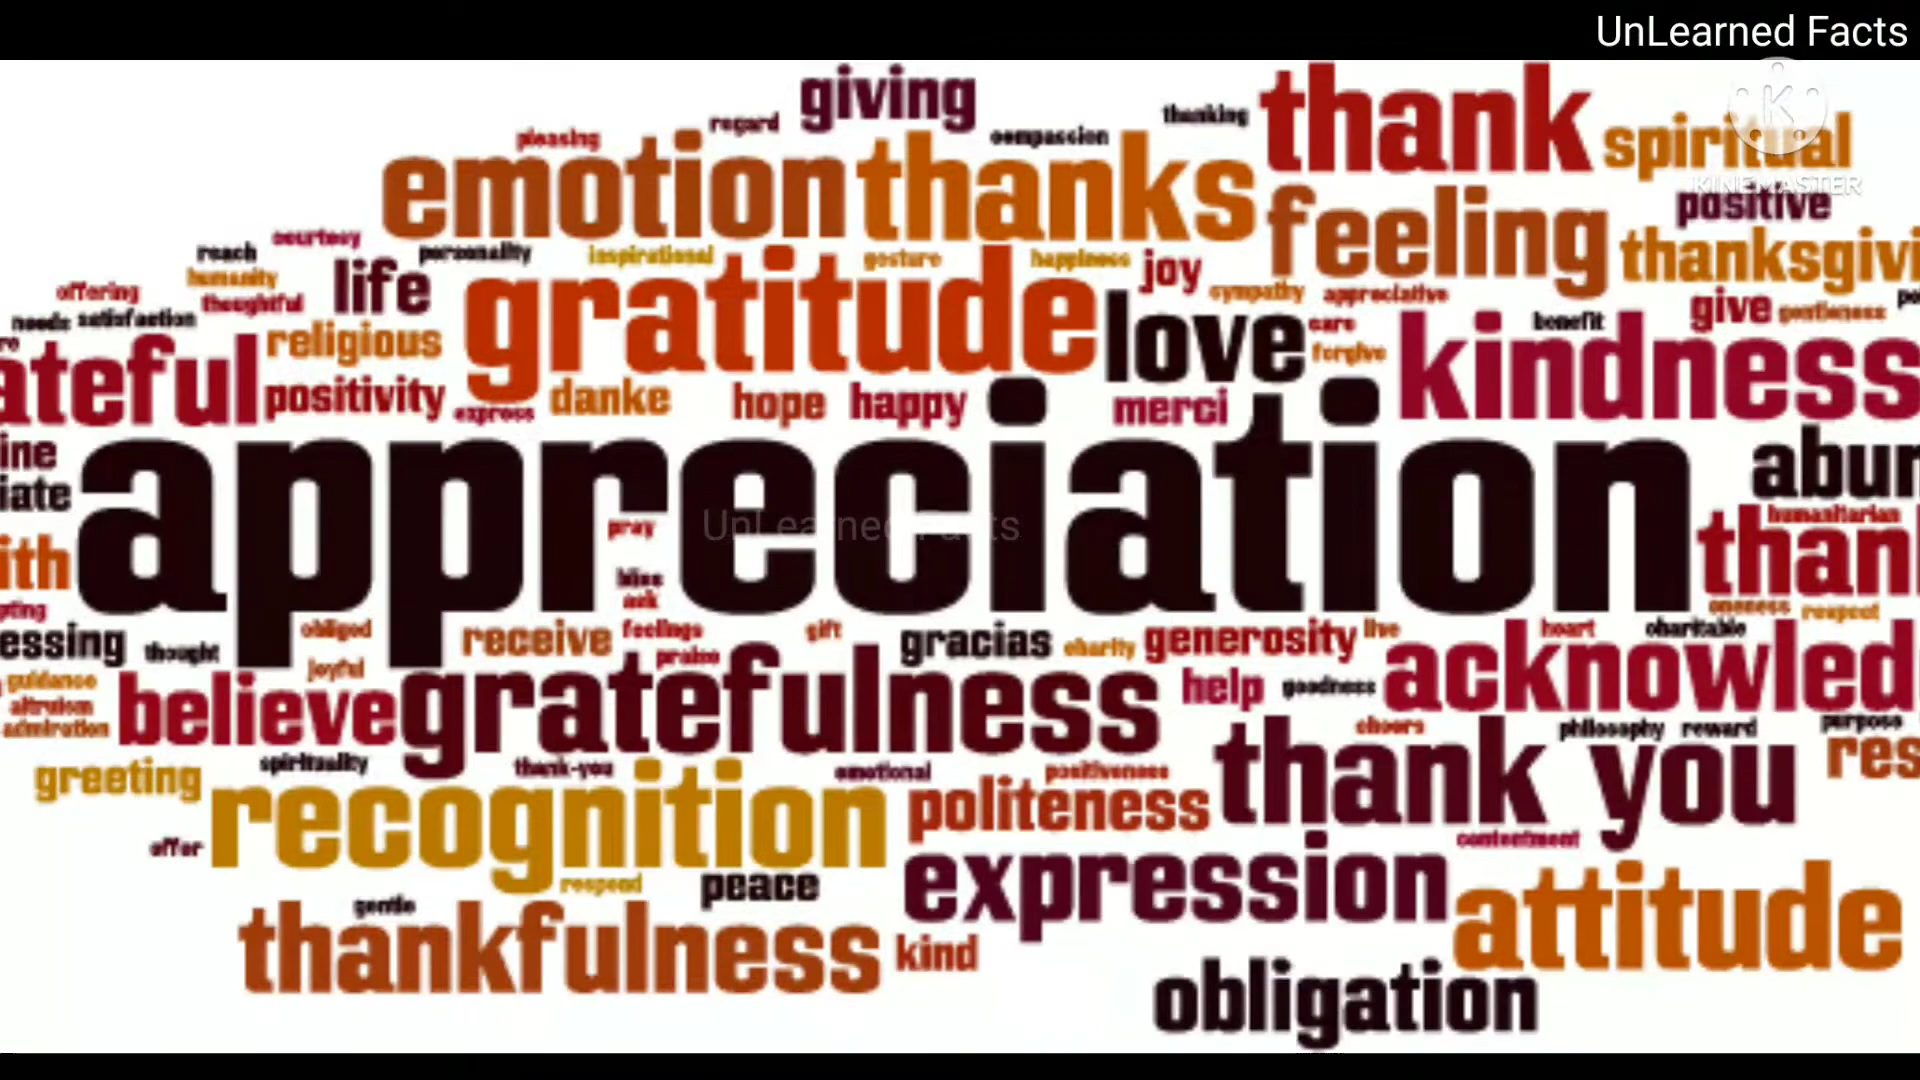 UnLearned Facts
giving
thanking
thank
regard
compassion
pleasing
spiritual
KINEMASTER
emotion
thanks
feeling
positive
courtesy
reach
personality
inspirational
gesture
happiness
joy
thanksgivi
humanity
life
gratitude
sympathy
appreciative
offering
thoughtful
love
give
gentleness
needs
satisfaction
care
benefit
religious
forgive
kindness
ateful
positivity
express
danke
hope
happy
merci
ine
appreciation
abun
iate
humanitarian
pray
UnLearned Facts
than
ith
bliss
ask
pting
oneness
respect
essing
thought
obliged
receive
feelings
gift
gracias
charity
generosity
live
heart
charitable
joyful
praise
acknowled
guidance
believe
gratefulness
help
goodness
altruism
admiration
cheers
philosophy
reward
purpose
greeting
spirituality
thank-you
emotional
positiveness
thank you
res
recognition
politeness
offer
contentment
respond
peace
expression
attitude
gentle
thankfulness
kind
obligation